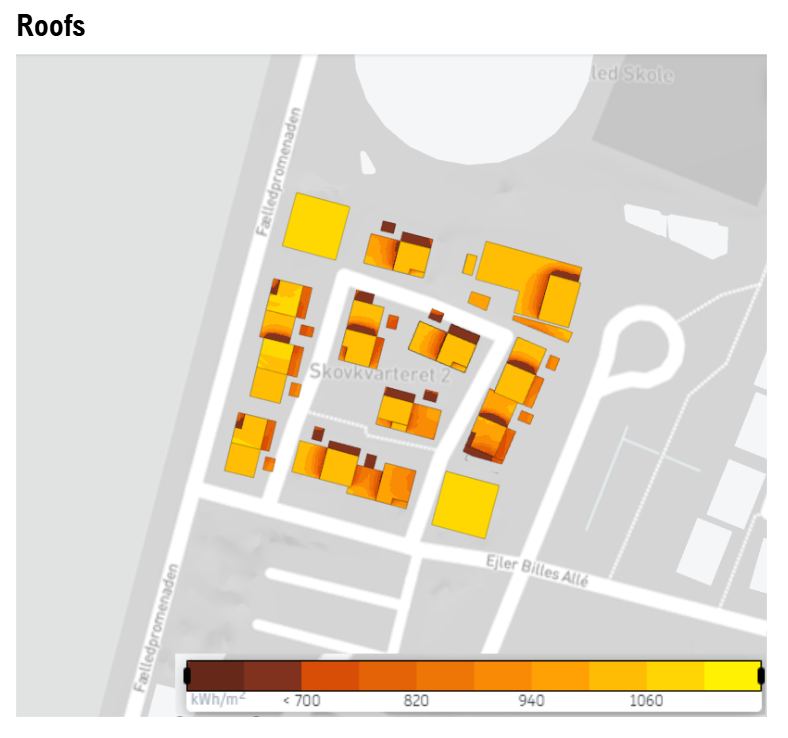 Roofs
led Skole
Fælledpromenaden
Skovkvarteret 2
Ejler Billes Allé
Fælledpromenaden
kWh/m² < 700 820 940 1060